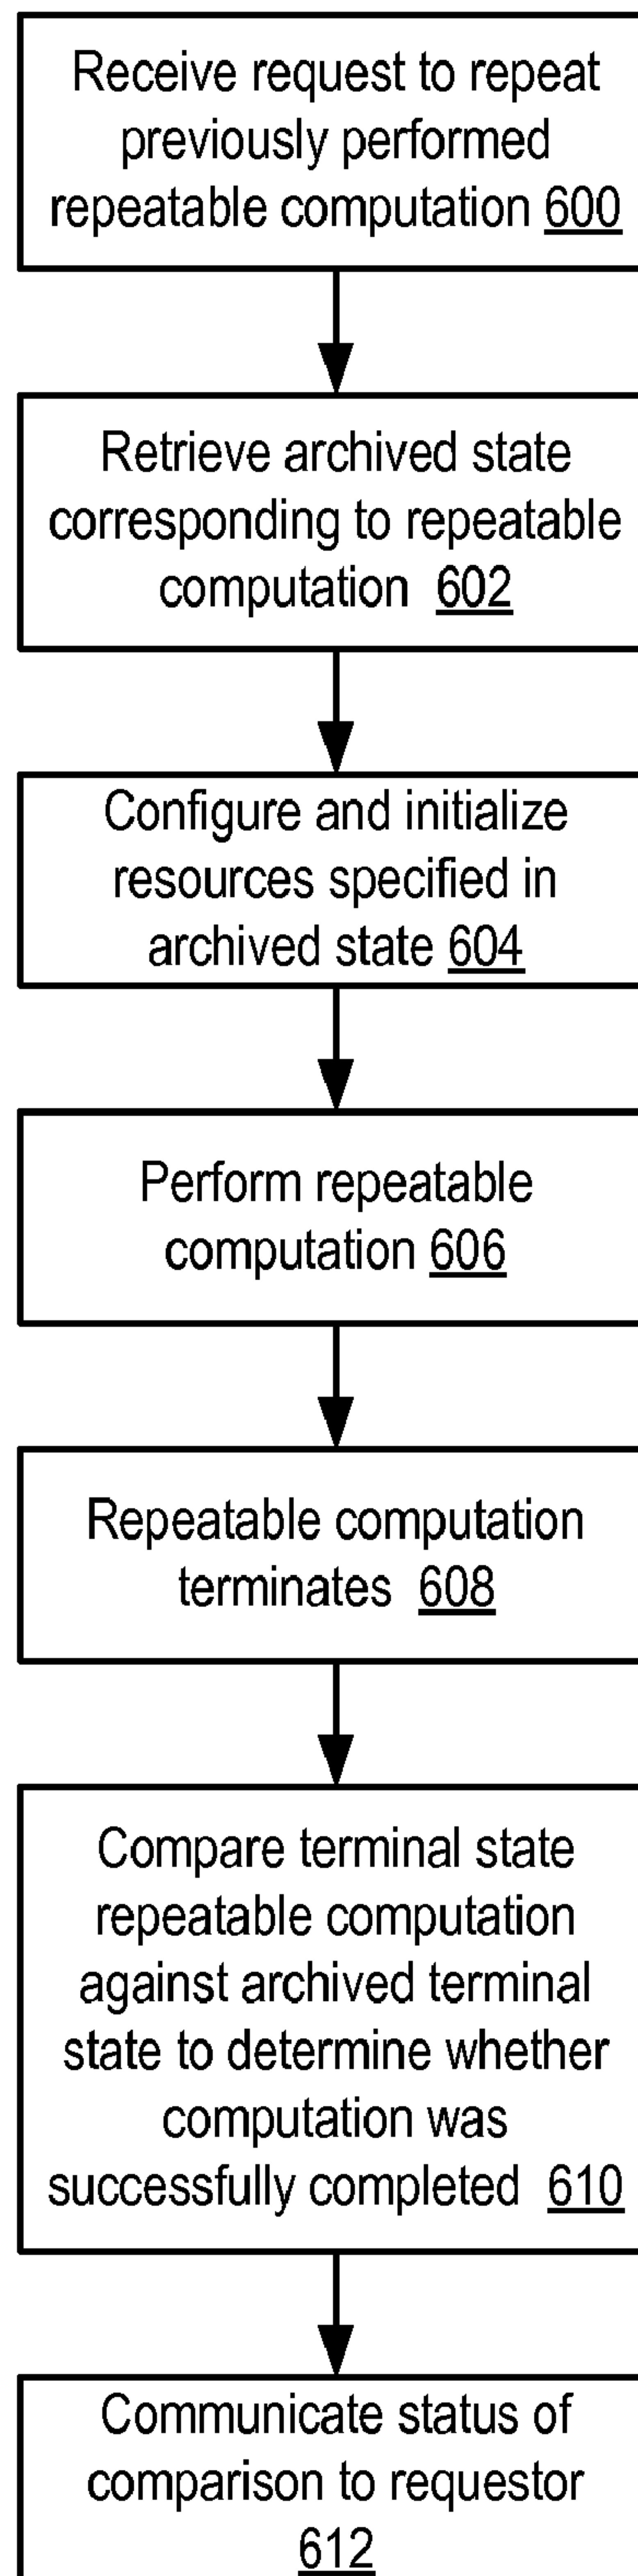 Receive request to repeat
previously performed
repeatable computation 600
Retrieve archived state
corresponding to repeatable
computation 602
Configure and initialize
resources specified in
archived state 604
Perform repeatable
computation 606
Repeatable computation
terminates 608
Compare terminal state
repeatable computation
against archived terminal
state to determine whether
computation was
successfully completed 610
Communicate status of
comparison to requestor
612